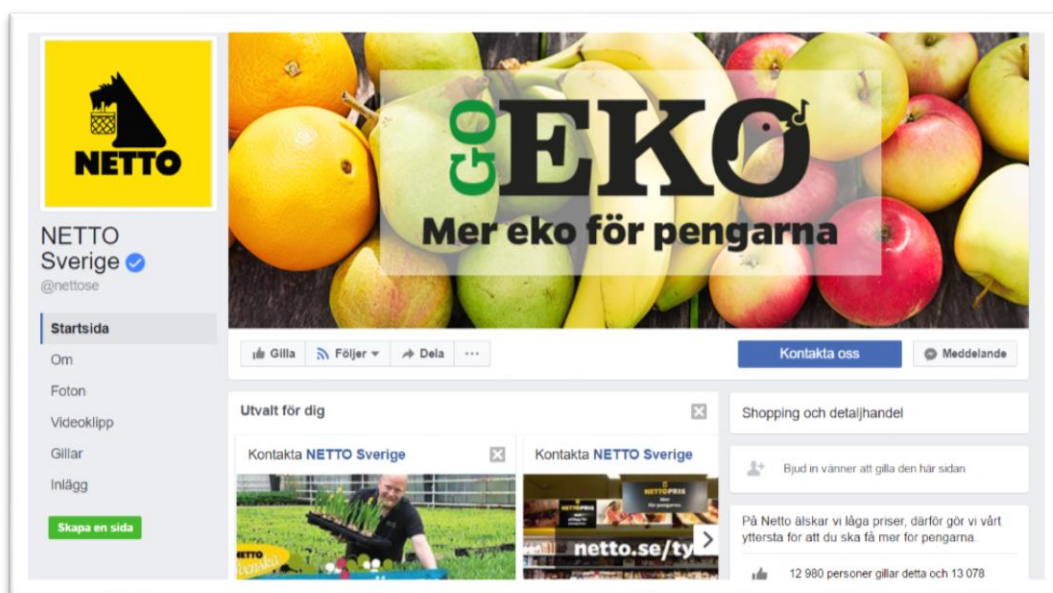 NETTO
NETTO
Sverige
@nettose
Startsida
Om
Foton
Videoklipp
Gillar
Inlägg
Skapa en sida
GO EKO
Mer eko för pengarna
Gilla
Följer
Dela
...
Kontakta oss
Meddelande
Utvalt för dig
Kontakta NETTO Sverige
NETTO
Kontakta NETTO Sverige
NETTOPRIS
NETTOPRIS
Mer
för pengarna.
netto.se/ty
Shopping och detaljhandel
Bjud in vänner att gilla den här sidan
På Netto älskar vi låga priser, därför gör vi vårt
yttersta för att du ska få mer för pengarna.
12 980 personer gillar detta och 13 078